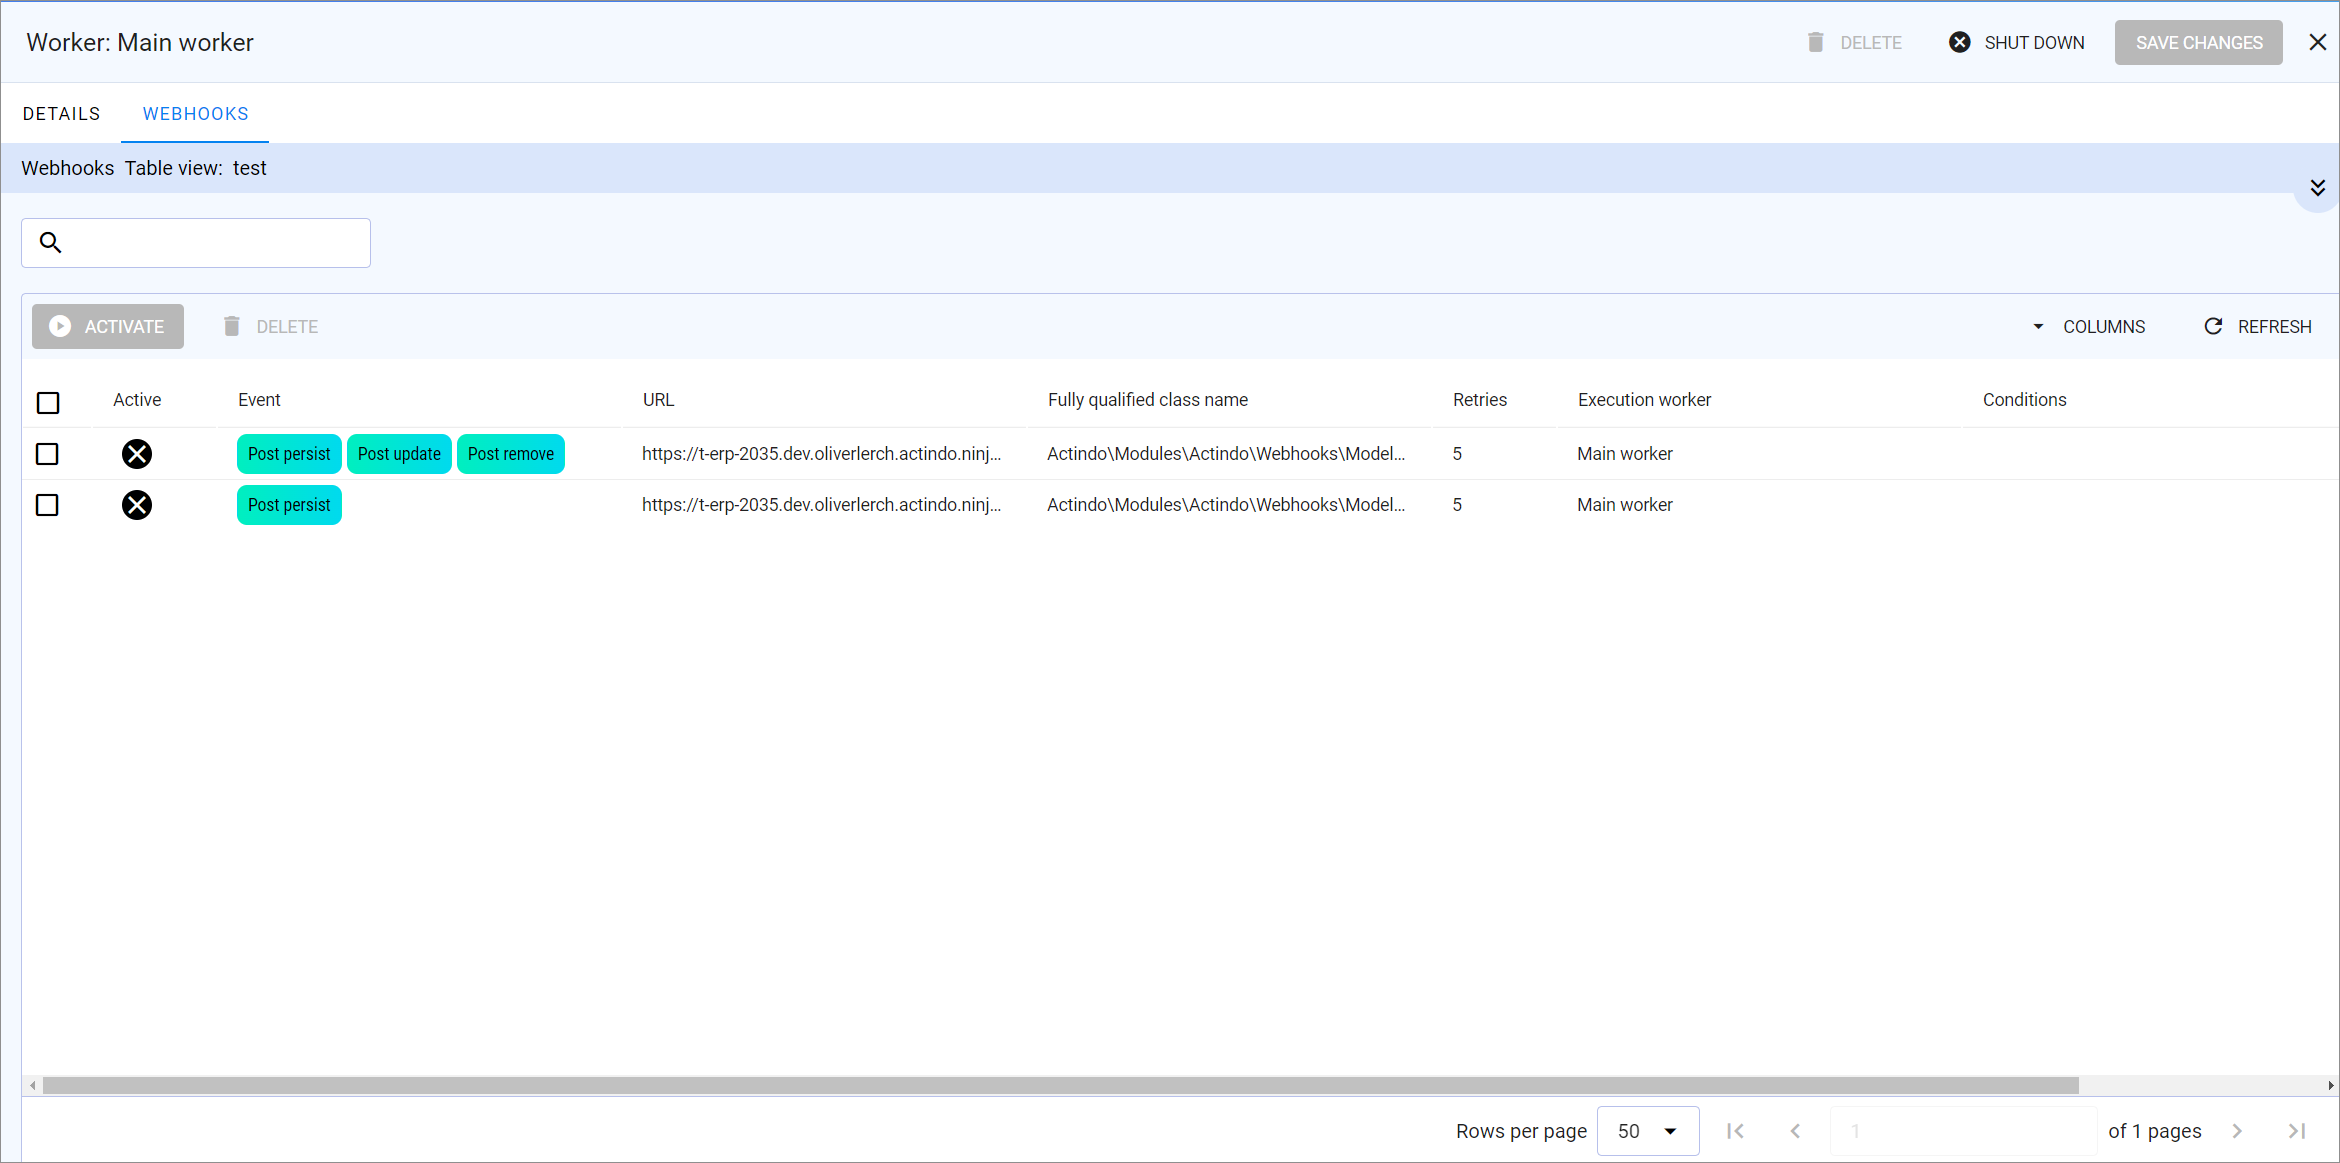 Worker: Main worker DELETE SHUT DOWN SAVE CHANGES
DETAILS WEBHOOKS
Webhooks Table view: test
ACTIVATE DELETE COLUMNS REFRESH
Active Event URL Fully qualified class name Retries Execution worker Conditions
Post persist Post update Post remove https://t-erp-2035.dev.oliverlerch.actindo.ninj... Actindo\Modules\Actindo\Webhooks\Model... 5 Main worker
Post persist https://t-erp-2035.dev.oliverlerch.actindo.ninj... Actindo\Modules\Actindo\Webhooks\Model... 5 Main worker
Rows per page 50 1 of 1 pages